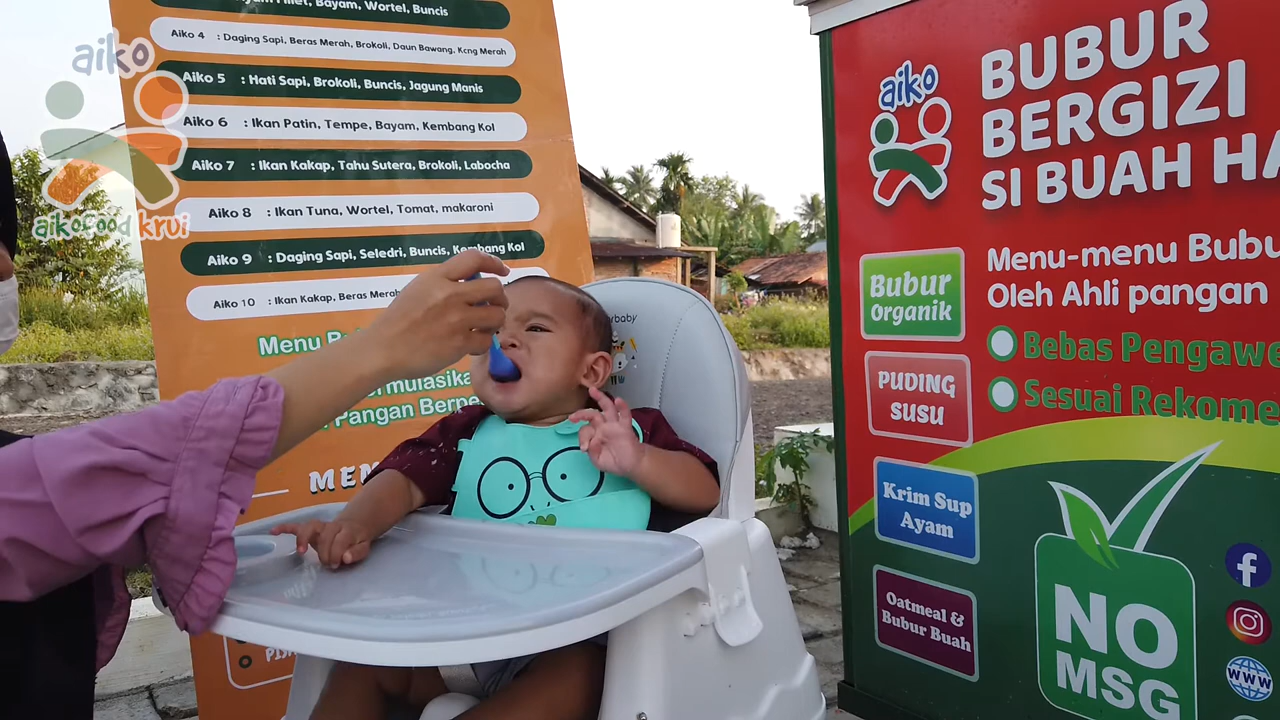 aiko
aikofood krui
Fillet, Bayam, Wortel, Buncis
Aiko 4 : Daging Sapi, Beras Merah, Brokoli, Daun Bawang, Kcng Merah
Aiko 5 : Hati Sapi, Brokoli, Buncis, Jagung Manis
Aiko 6 : Ikan Patin, Tempe, Bayam, Kembang Kol
Aiko 7 : Ikan Kakap, Tahu Sutera, Brokoli, Labocha
Aiko 8 : Ikan Tuna, Wortel, Tomat, makaroni
Aiko 9 : Daging Sapi, Seledri, Buncis, Kembang Kol
Aiko 10 : Ikan Kakap, Beras Merah
Menu
Pangan
aiko
BUBUR
BERGIZI
SI BUAH HA
Menu-menu Bubu
Oleh Ahli pangan
Bebas Pengawe
Sesuai Rekome
Bubur
Organik
PUDING
SUSU
Krim Sup
Ayam
Oatmeal &
Bubur Buah
NO
MSG
www